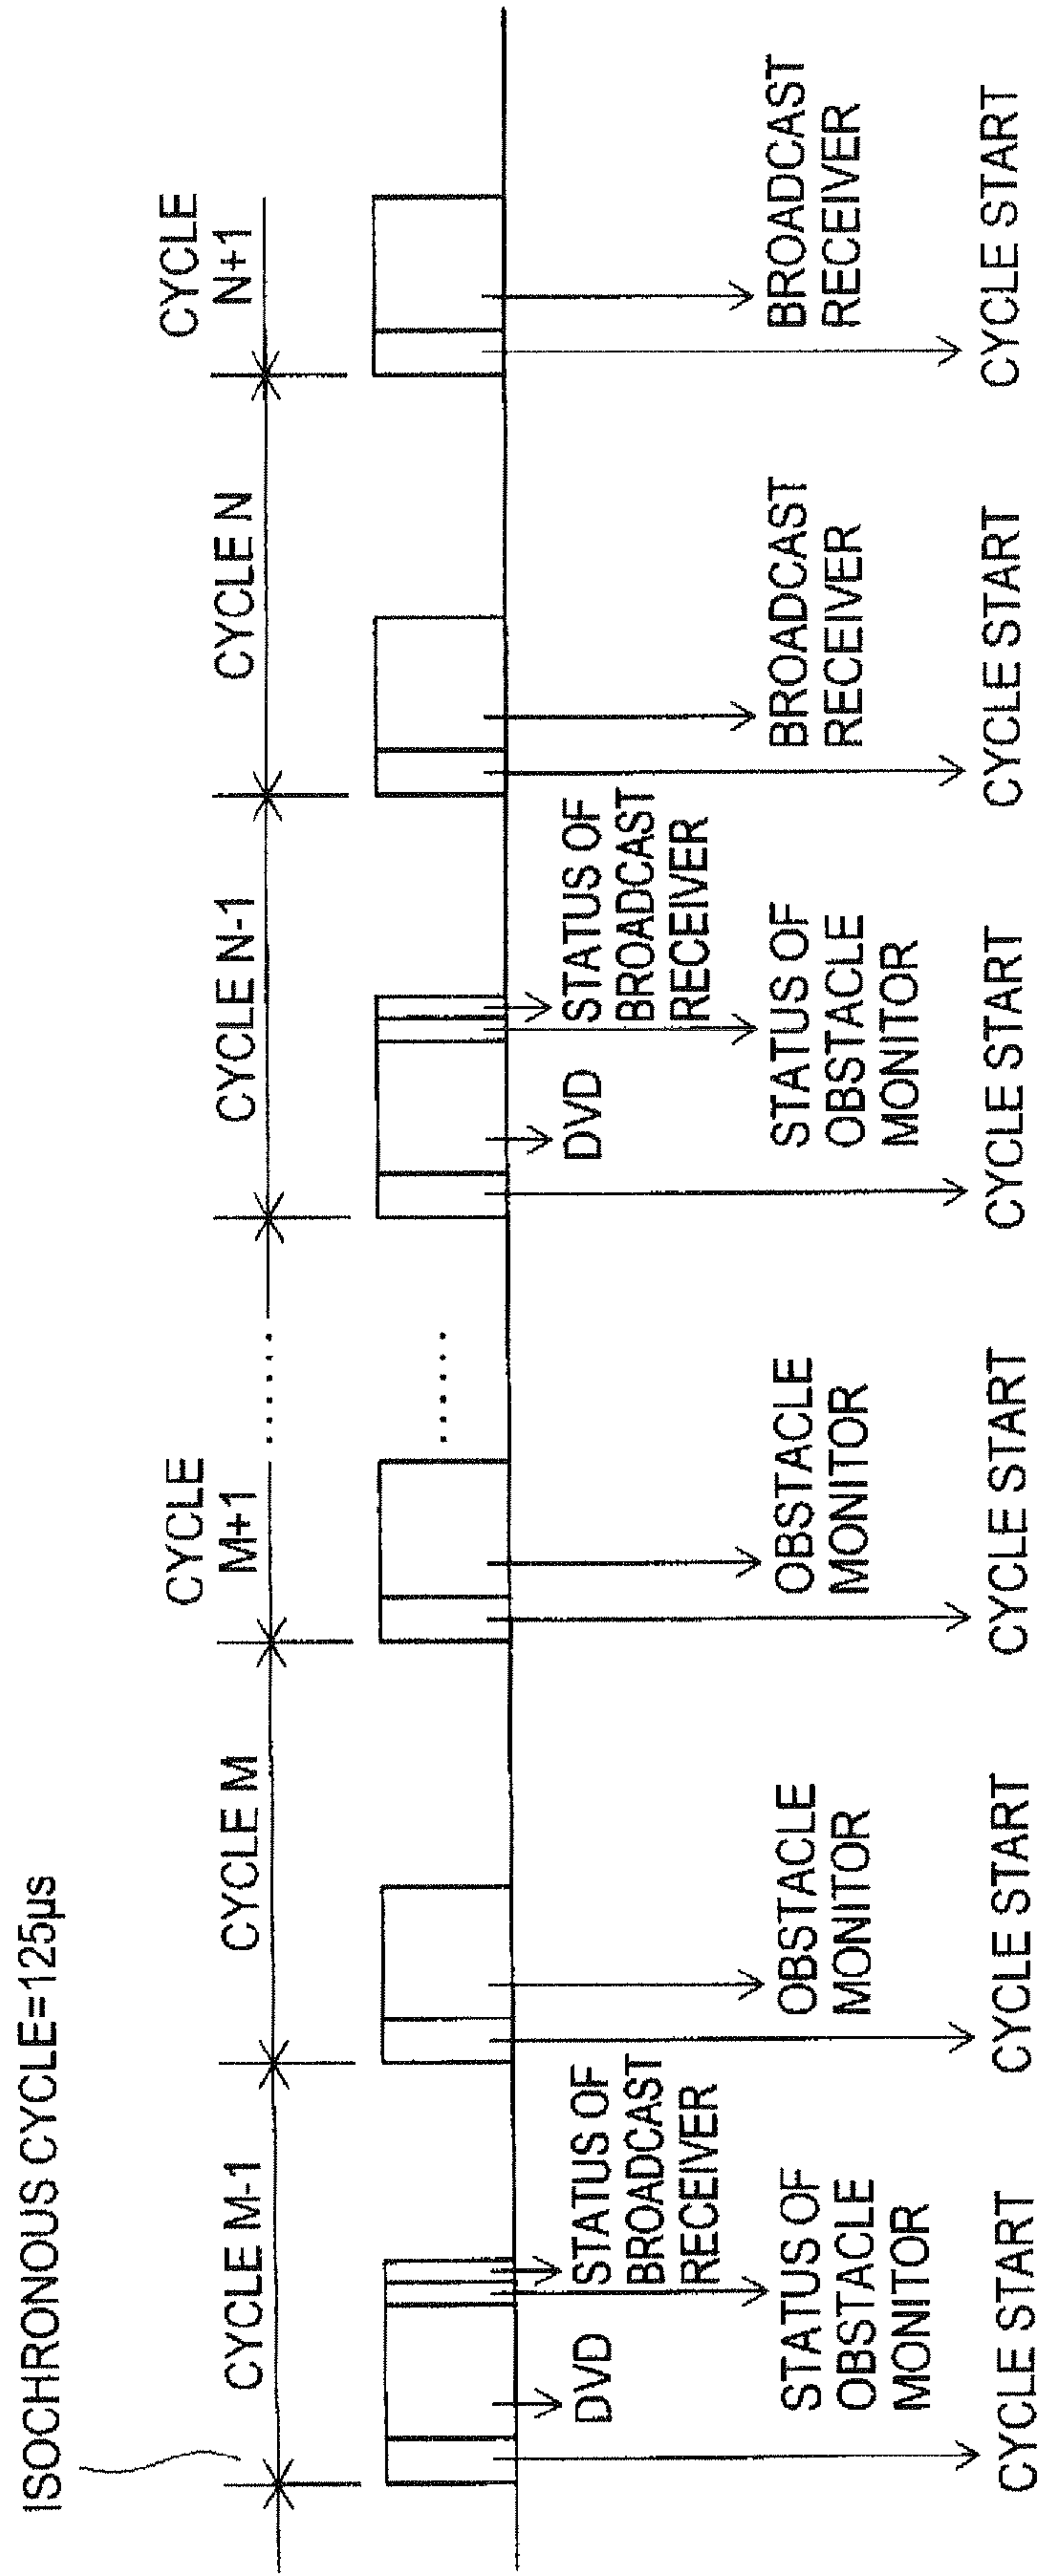 ISOCHRONOUS CYCLE=125µs
CYCLE M-1
CYCLE M
CYCLE
M+1
CYCLE N-1
CYCLE N
CYCLE
N+1
DVD
STATUS OF
BROADCAST
RECEIVER
STATUS OF
OBSTACLE
MONITOR
CYCLE START
OBSTACLE
MONITOR
CYCLE START
OBSTACLE
MONITOR
CYCLE START
DVD
STATUS OF
BROADCAST
RECEIVER
STATUS OF
OBSTACLE
MONITOR
CYCLE START
BROADCAST
RECEIVER
CYCLE START
BROADCAST
RECEIVER
CYCLE START